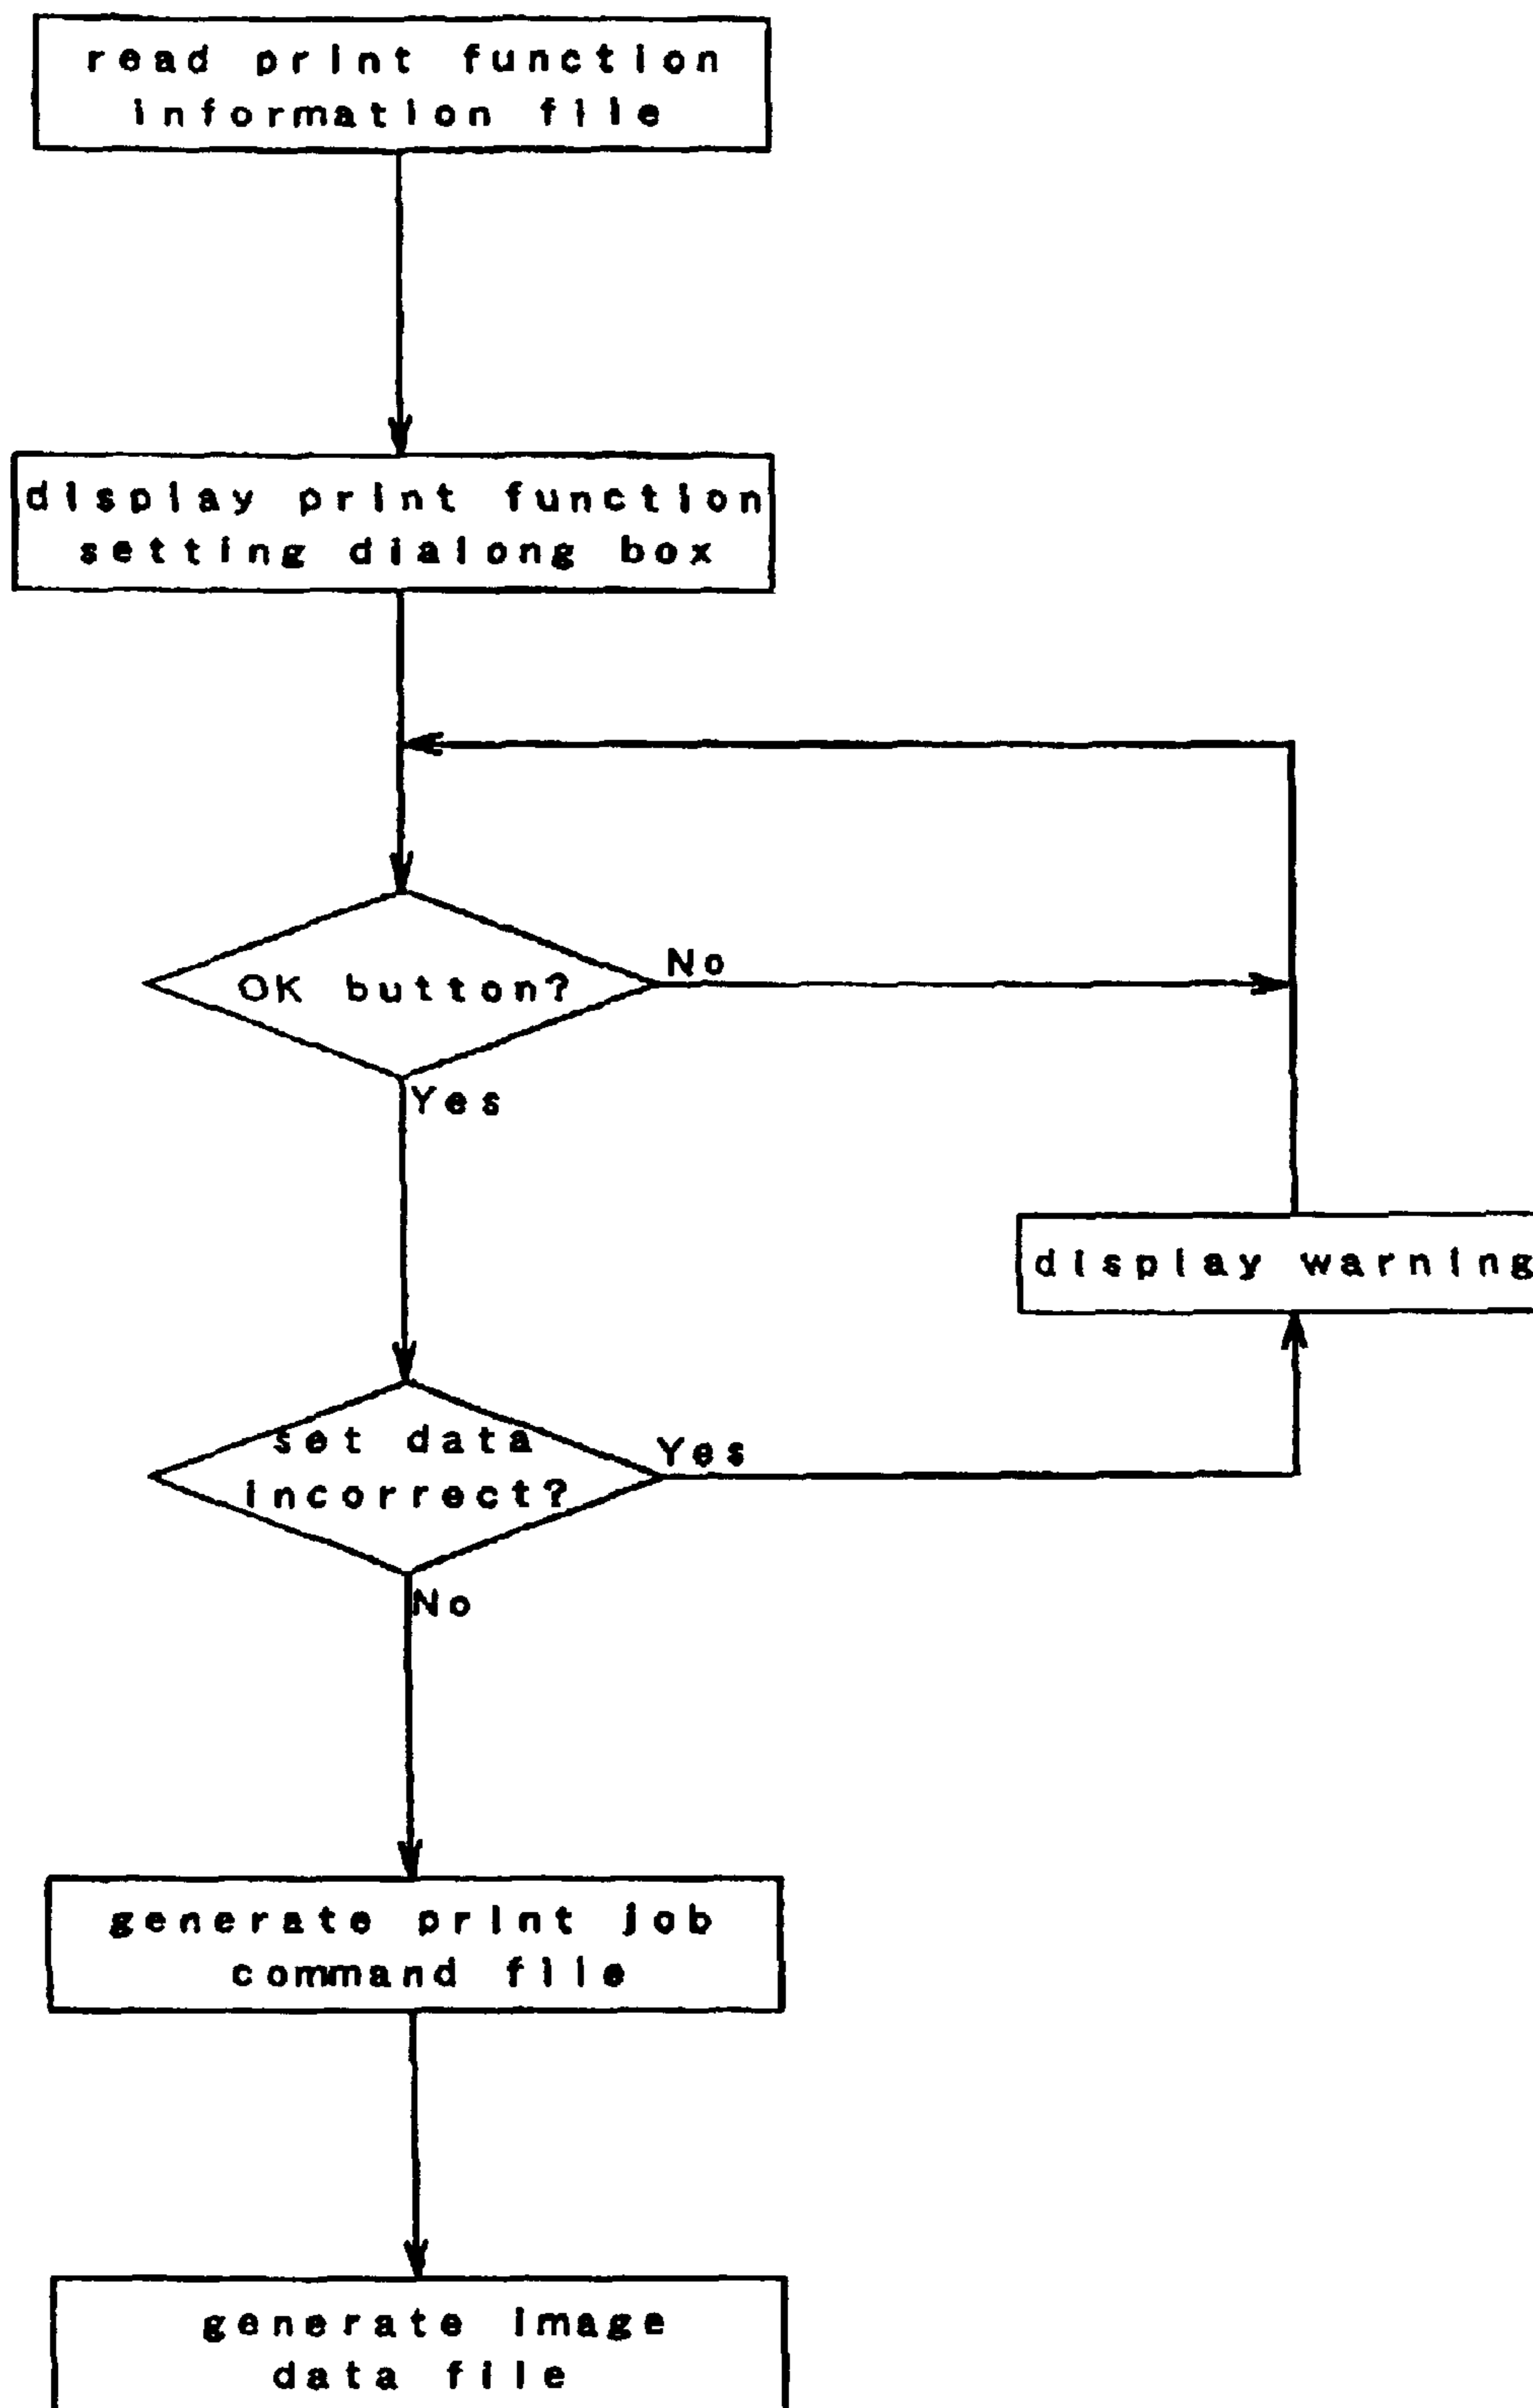 read print function
information file
display print function
setting dialong box
OK button?
No
Yes
display warning
set data
incorrect?
Yes
No
generate print job
command file
generate image
data file